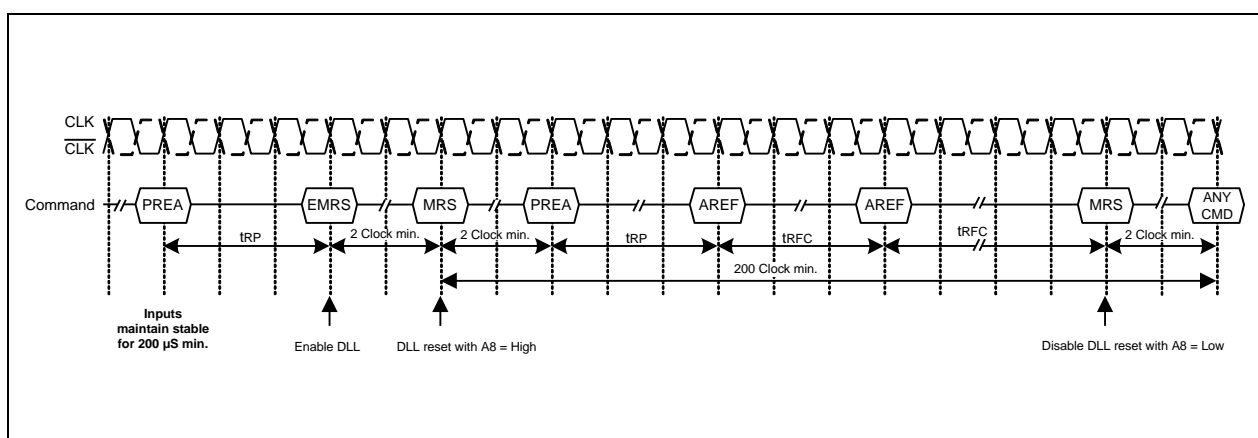 CLK
CLK
Command
PREA
EMRS
MRS
PREA
AREF
AREF
MRS
ANY
CMD
tRP
2 Clock min.
2 Clock min.
tRP
tRFC
tRFC
2 Clock min.
200 Clock min.
Inputs
maintain stable
for 200 µS min.
Enable DLL
DLL reset with A8 = High
Disable DLL reset with A8 = Low